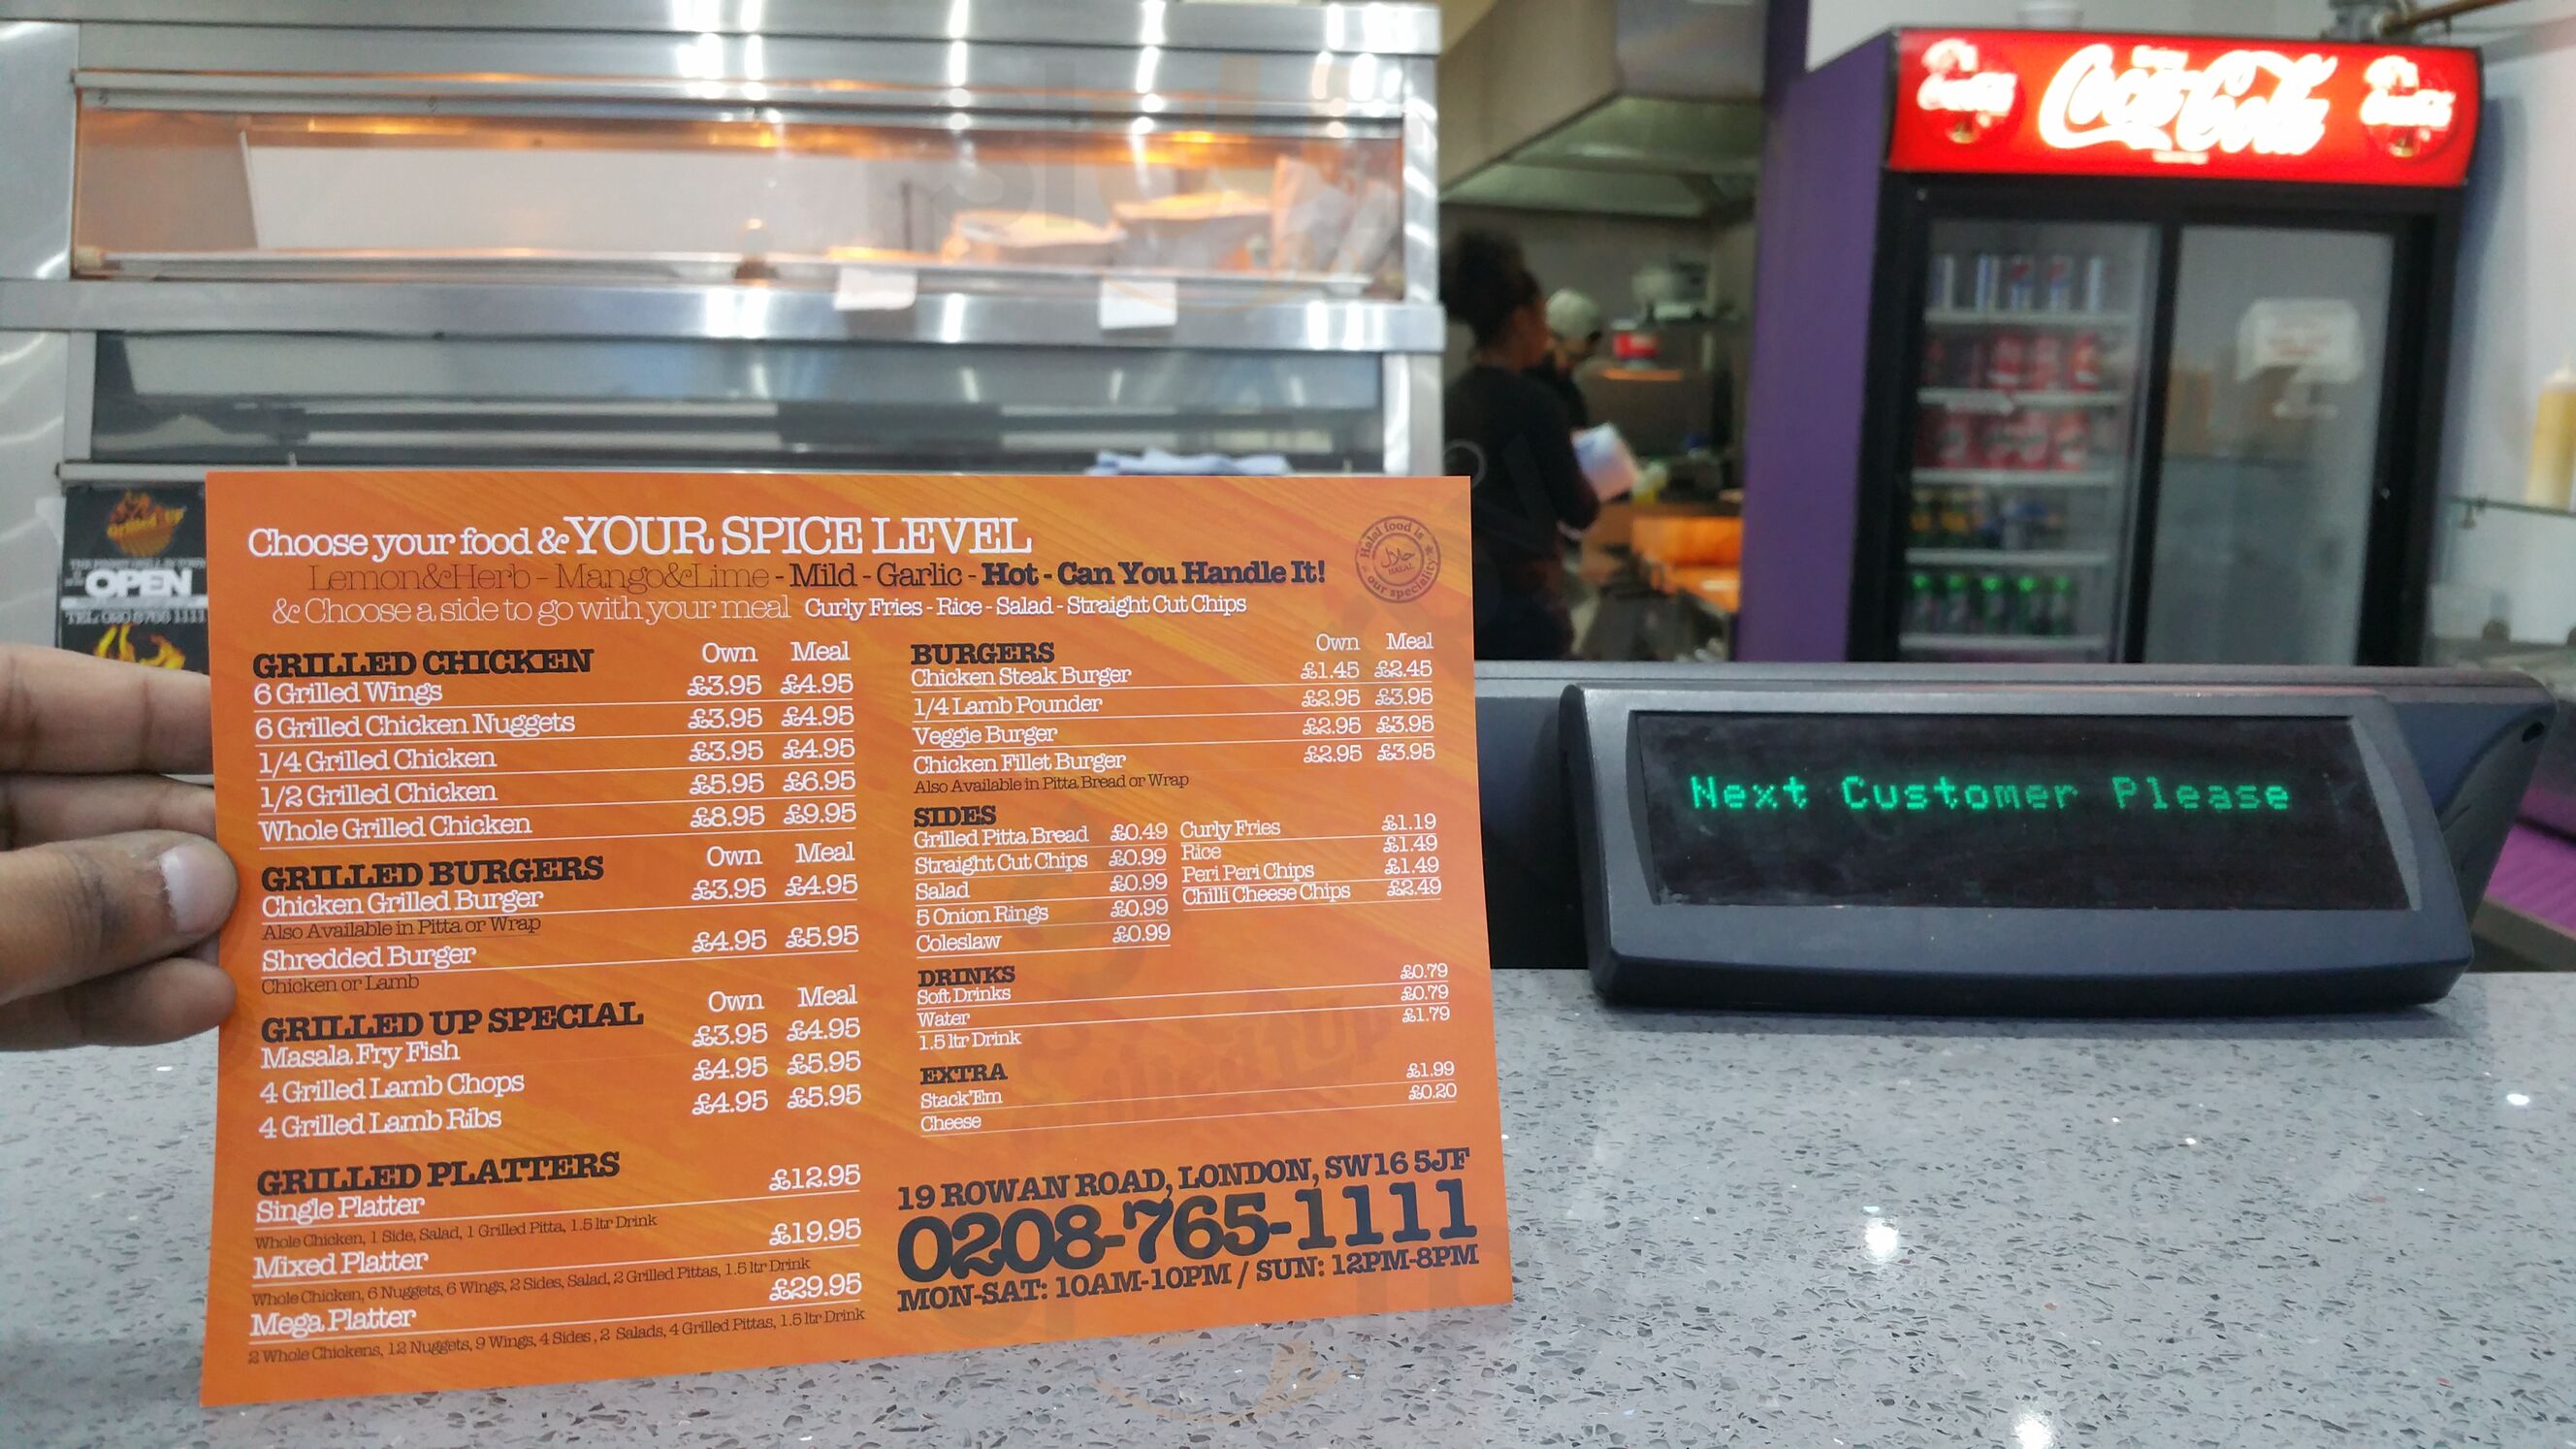 Coca-Cola
Grilled Up
OPEN
Choose your food & YOUR SPICE LEVEL
Lemon&Herb - Mango&Lime - Mild - Garlic - Hot - Can You Handle It!
& Choose a side to go with your meal Curly Fries - Rice - Salad - Straight Cut Chips
Halal food is our speciality
حلال
HALAL
GRILLED CHICKEN Own Meal
6 Grilled Wings £3.95 £4.95
6 Grilled Chicken Nuggets £3.95 £4.95
1/4 Grilled Chicken £3.95 £4.95
1/2 Grilled Chicken £5.95 £6.95
Whole Grilled Chicken £8.95 £9.95
GRILLED BURGERS Own Meal
Chicken Grilled Burger £3.95 £4.95
Also Available in Pitta or Wrap
Shredded Burger £4.95 £5.95
Chicken or Lamb
GRILLED UP SPECIAL Own Meal
Masala Fry Fish £3.95 £4.95
4 Grilled Lamb Chops £4.95 £5.95
4 Grilled Lamb Ribs £4.95 £5.95
GRILLED PLATTERS
Single Platter £12.95
Whole Chicken, 1 Side, Salad, 1 Grilled Pitta, 1.5 ltr Drink
Mixed Platter £19.95
Whole Chicken, 6 Nuggets, 6 Wings, 2 Sides, Salad, 2 Grilled Pittas, 1.5 ltr Drink
Mega Platter £29.95
2 Whole Chickens, 12 Nuggets, 9 Wings, 4 Sides , 2 Salads, 4 Grilled Pittas, 1.5 ltr Drink
BURGERS Own Meal
Chicken Steak Burger £1.45 £2.45
1/4 Lamb Pounder £2.95 £3.95
Veggie Burger £2.95 £3.95
Chicken Fillet Burger £2.95 £3.95
Also Available in Pitta Bread or Wrap
SIDES
Grilled Pitta Bread £0.49
Straight Cut Chips £0.99
Salad £0.99
5 Onion Rings £0.99
Coleslaw £0.99
Curly Fries £1.19
Rice £1.49
Peri Peri Chips £1.49
Chilli Cheese Chips £2.49
DRINKS
Soft Drinks £0.79
Water £0.79
1.5 ltr Drink £1.79
EXTRA
Stack'Em £1.99
Cheese £0.20
Grilled Up
19 ROWAN ROAD, LONDON, SW16 5JF
0208-765-1111
MON-SAT: 10AM-10PM / SUN: 12PM-8PM
Next Customer Please